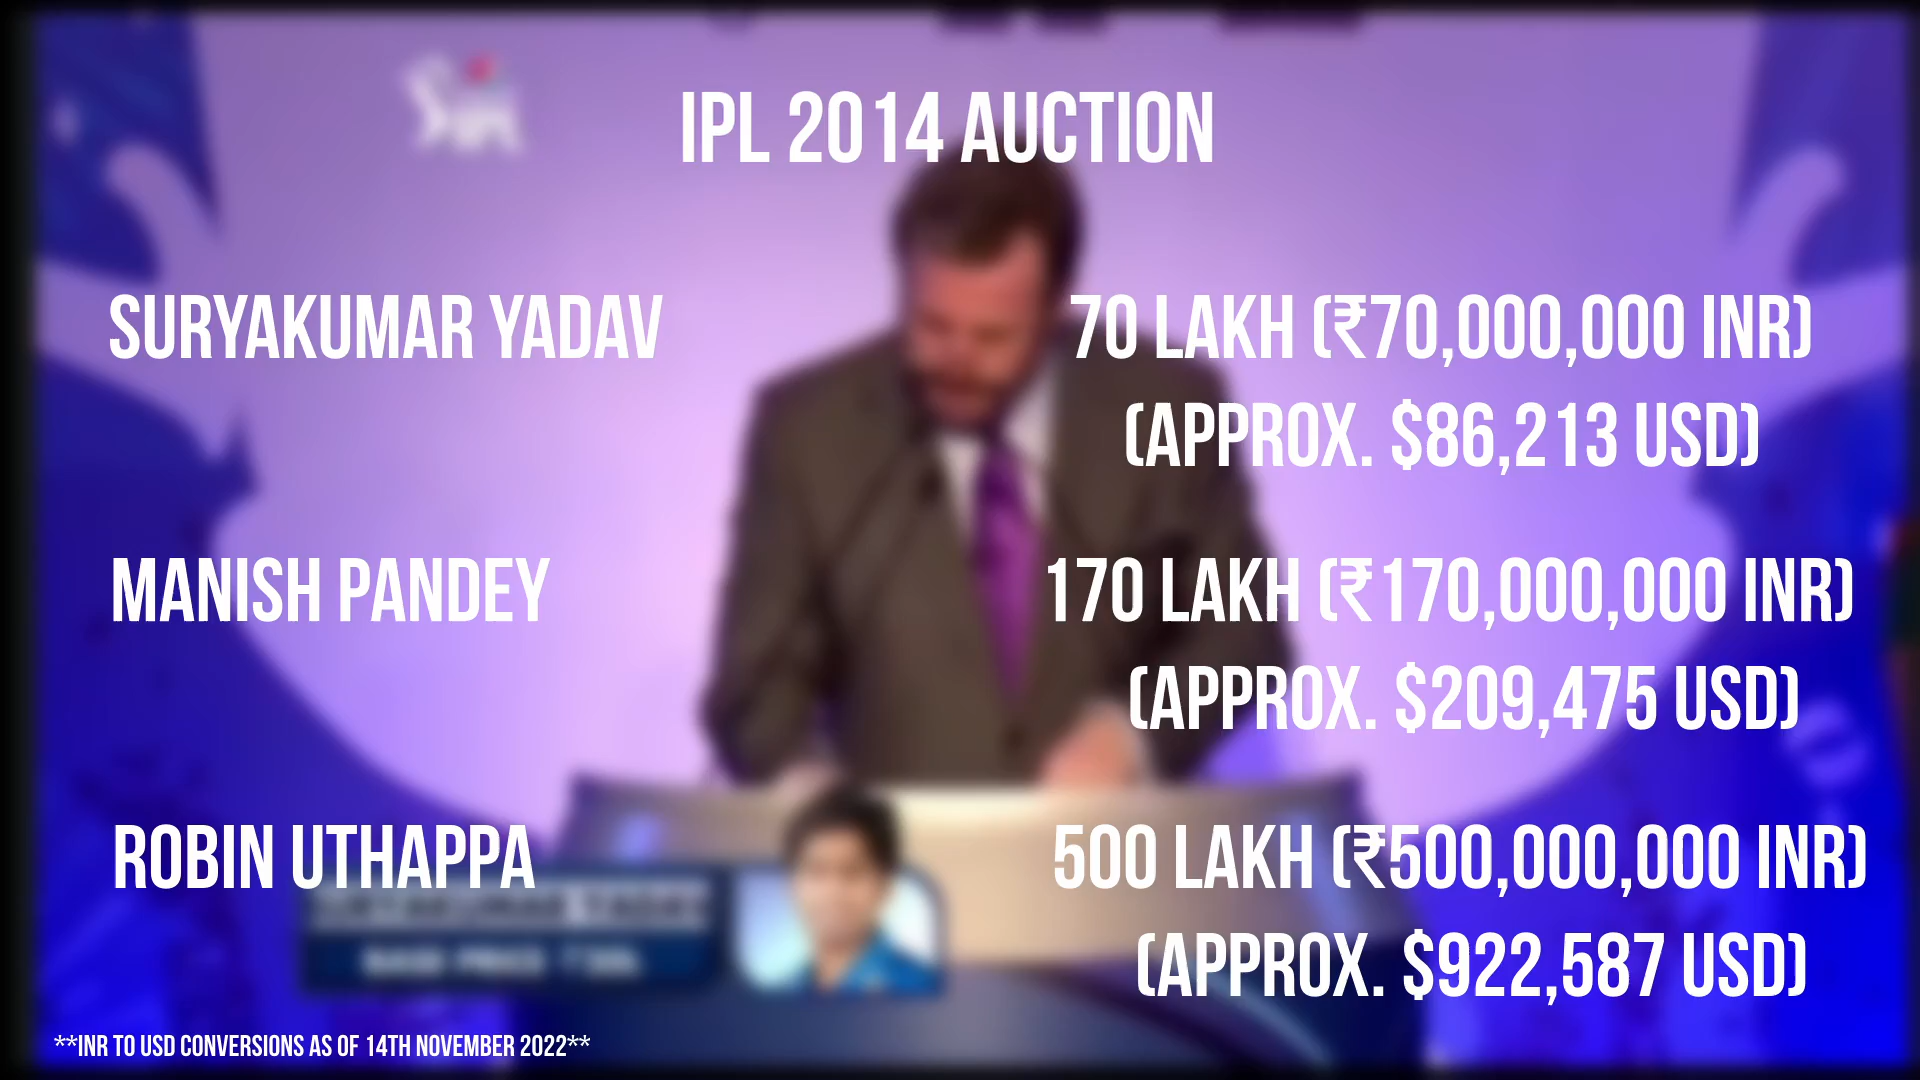 IPL 2014 AUCTION
SURYAKUMAR YADAV
70 LAKH (₹70,000,000 INR)
(APPROX. $86,213 USD)
MANISH PANDEY
170 LAKH (₹170,000,000 INR)
(APPROX. $209,475 USD)
ROBIN UTHAPPA
500 LAKH (₹500,000,000 INR)
(APPROX. $922,587 USD)
**INR TO USD CONVERSIONS AS OF 14TH NOVEMBER 2022**